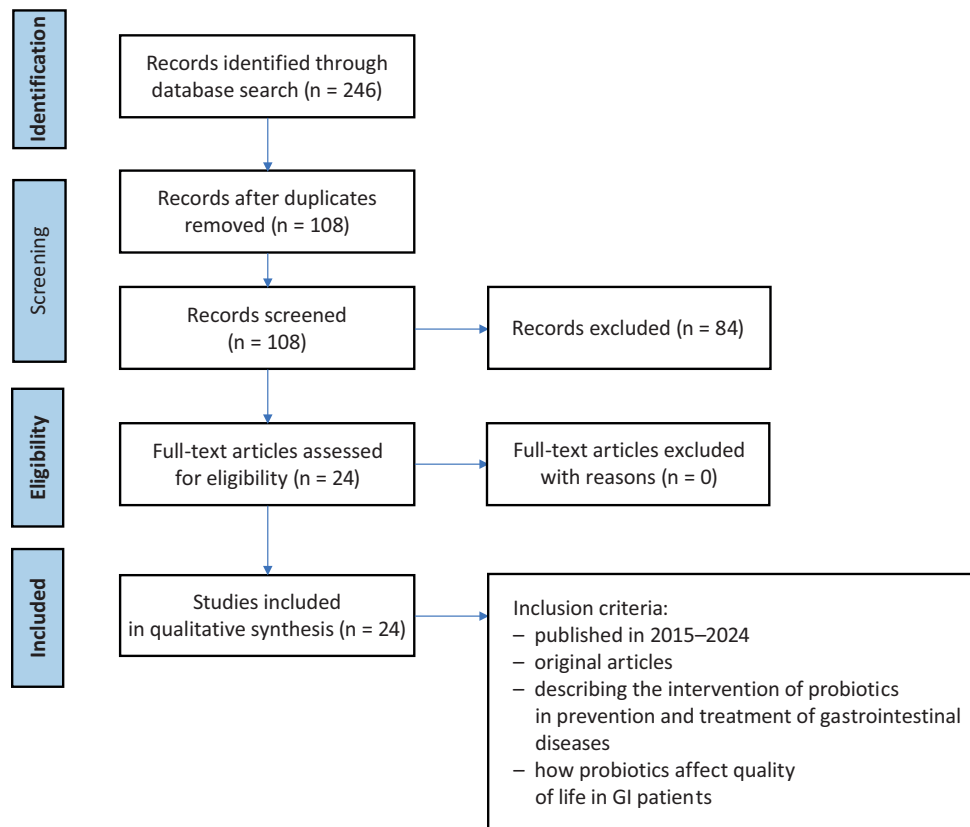 Identification
Records identified through
database search (n = 246)
Screening
Records after duplicates
removed (n = 108)
Records screened
(n = 108)
Records excluded (n = 84)
Eligibility
Full-text articles assessed
for eligibility (n = 24)
Full-text articles excluded
with reasons (n = 0)
Included
Studies included
in qualitative synthesis (n = 24)
Inclusion criteria:
– published in 2015–2024
– original articles
– describing the intervention of probiotics
in prevention and treatment of gastrointestinal
diseases
– how probiotics affect quality
of life in GI patients